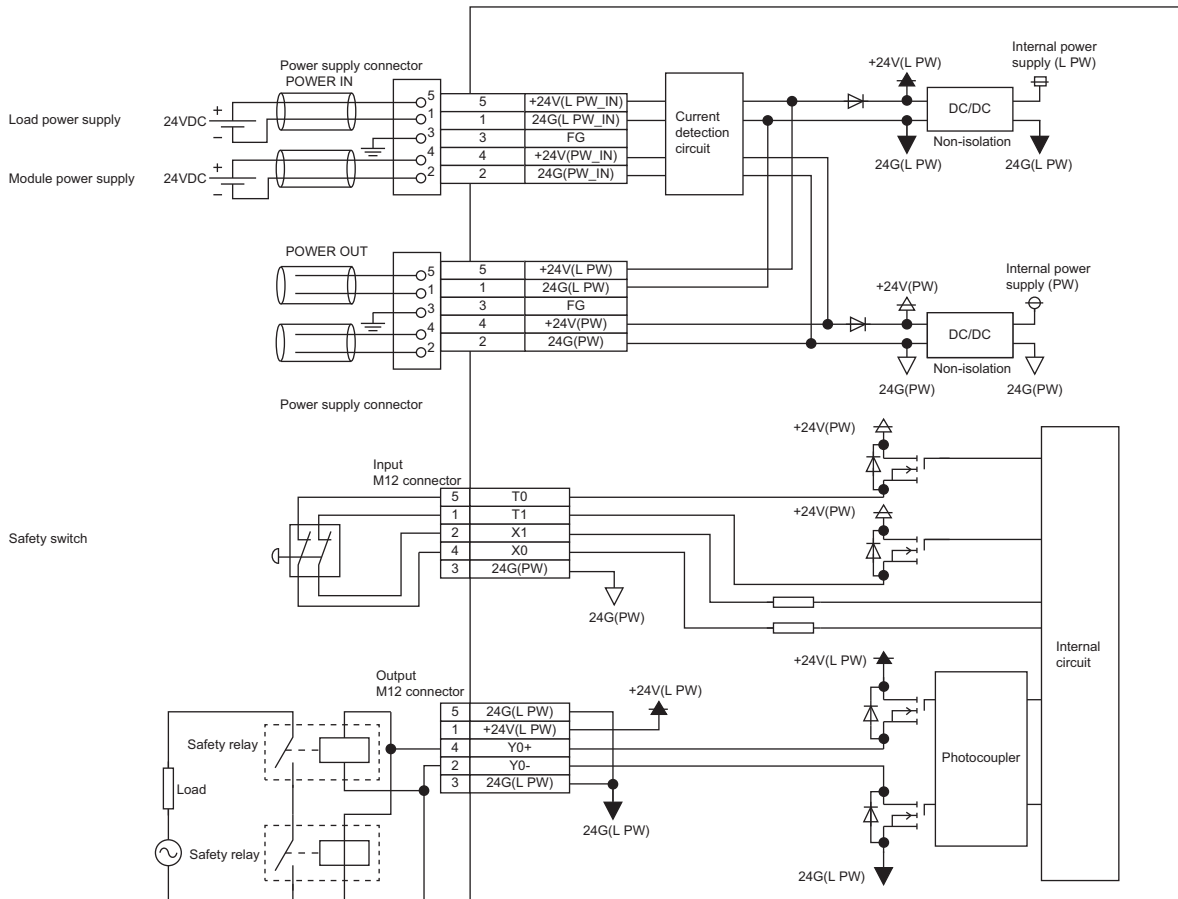 Power supply connector
POWER IN
Load power supply
24VDC
+
−
Module power supply
24VDC
+
−
5
1
3
4
2
5 +24V(L PW_IN)
1 24G(L PW_IN)
3 FG
4 +24V(PW_IN)
2 24G(PW_IN)
Current
detection
circuit
+24V(L PW)
24G(L PW)
DC/DC
Non-isolation
Internal power
supply (L PW)
24G(L PW)
POWER OUT
5
1
3
4
2
5 +24V(L PW)
1 24G(L PW)
3 FG
4 +24V(PW)
2 24G(PW)
Power supply connector
+24V(PW)
24G(PW)
DC/DC
Non-isolation
Internal power
supply (PW)
24G(PW)
Safety switch
Input
M12 connector
5 T0
1 T1
2 X1
4 X0
3 24G(PW)
24G(PW)
+24V(PW)
+24V(PW)
Internal
circuit
Output
M12 connector
5 24G(L PW)
1 +24V(L PW)
4 Y0+
2 Y0-
3 24G(L PW)
+24V(L PW)
24G(L PW)
+24V(L PW)
Photocoupler
24G(L PW)
Safety relay
Load
Safety relay